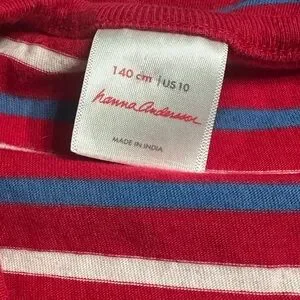 140 cm | US 10
hanna andersson
MADE IN INDIA